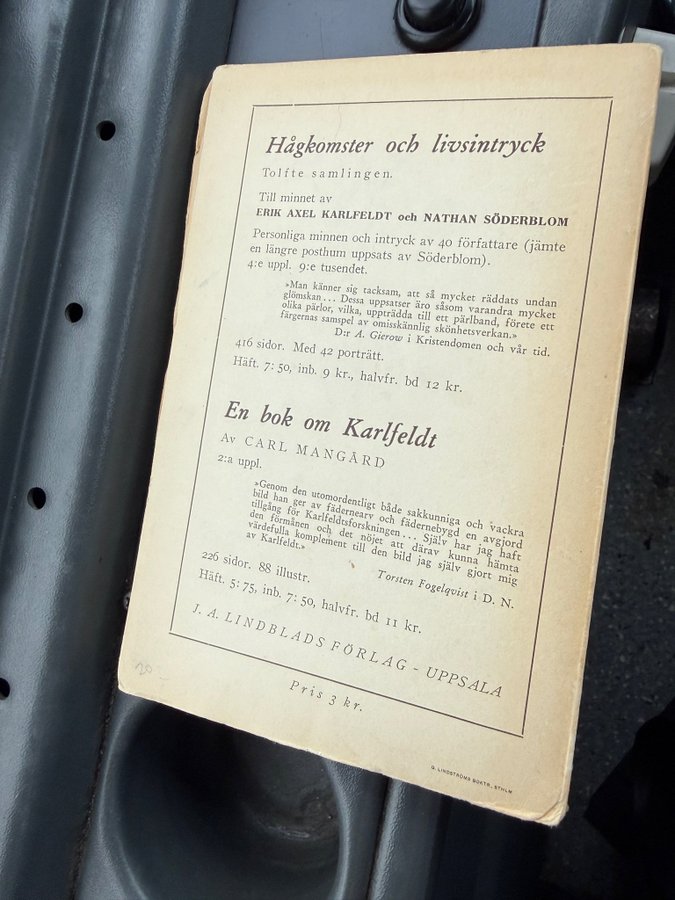 Hågkomster och livsintryck
Tolfte samlingen.
Till minnet av
ERIK AXEL KARLFELDT och NATHAN SÖDERBLOM
Personliga minnen och intryck av 40 författare (jämte
en längre posthum uppsats av Söderblom).
4:e uppl. 9:e tusendet.
»Man känner sig tacksam, att så mycket räddats undan
glömskan... Dessa uppsatser äro såsom varandra mycket
olika pärlor, vilka, uppträdda till ett pärlband, förete ett
färgernas samspel av omisskännlig skönhetsverkan.»
D:r A. Gierow i Kristendomen och vår tid.
416 sidor. Med 42 porträtt.
Häft. 7: 50, inb. 9 kr., halvfr. bd 12 kr.
En bok om Karlfeldt
Av CARL MANGÅRD
2:a uppl.
»Genom den utomordentligt både sakkunniga och vackra
bild han ger av fädernearv och fädernebygd en avgjord
tillgång för Karlfeldtsforskningen... Själv har jag haft
den förmånen och det nöjet att därav kunna hämta
värdefulla komplement till den bild jag själv gjort mig
av Karlfeldt.»
Torsten Fogelqvist i D. N.
226 sidor. 88 illustr.
Häft. 5: 75, inb. 7: 50, halvfr. bd 11 kr.
J. A. LINDBLADS FÖRLAG - UPPSALA
20
Pris 3 kr.
G. LINDSTRÖMS BOKTR., STHLM